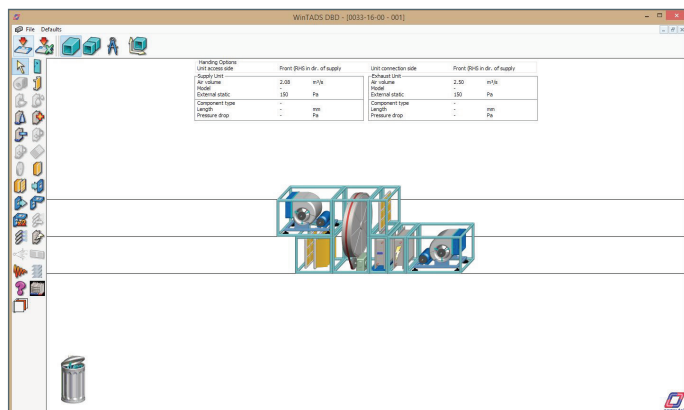 WinTADS DBD - [0033-16-00 - 001]
File Defaults
Handing Options
Unit access side Front (RHS in dir. of supply Unit connection side Front (RHS in dir. of supply
Supply Unit Exhaust Unit
Air volume 2.08 m³/s Air volume 2.50 m³/s
Model - Model -
External static 150 Pa External static 150 Pa
Component type - Component type -
Length - mm Length - mm
Pressure drop - Pa Pressure drop - Pa